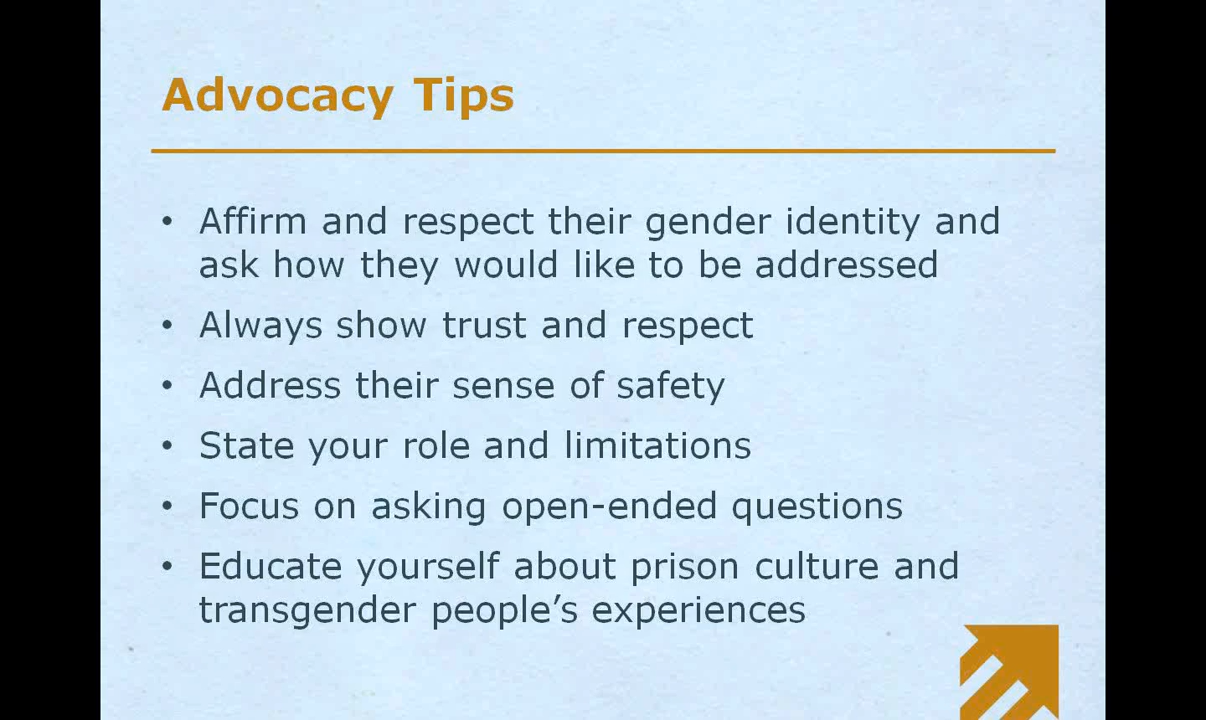 Advocacy Tips
• Affirm and respect their gender identity and
ask how they would like to be addressed
• Always show trust and respect
• Address their sense of safety
• State your role and limitations
• Focus on asking open-ended questions
• Educate yourself about prison culture and
transgender people’s experiences